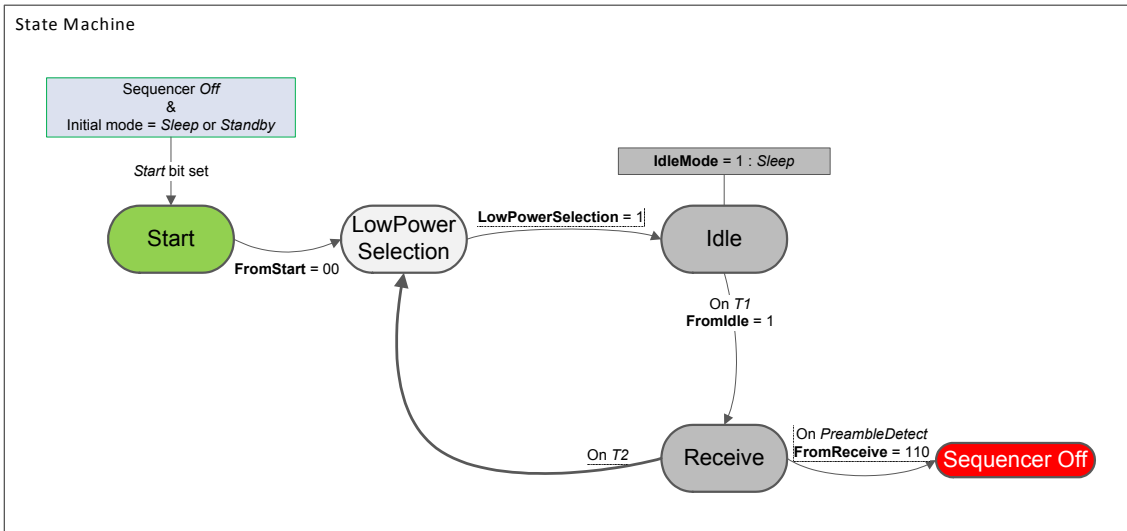 State Machine
Sequencer Off
&
Initial mode = Sleep or Standby
Start bit set
IdleMode = 1 : Sleep
Start
FromStart = 00
LowPower
Selection
LowPowerSelection = 1
Idle
On T1
FromIdle = 1
On T2
Receive
On PreambleDetect
FromReceive = 110
Sequencer Off